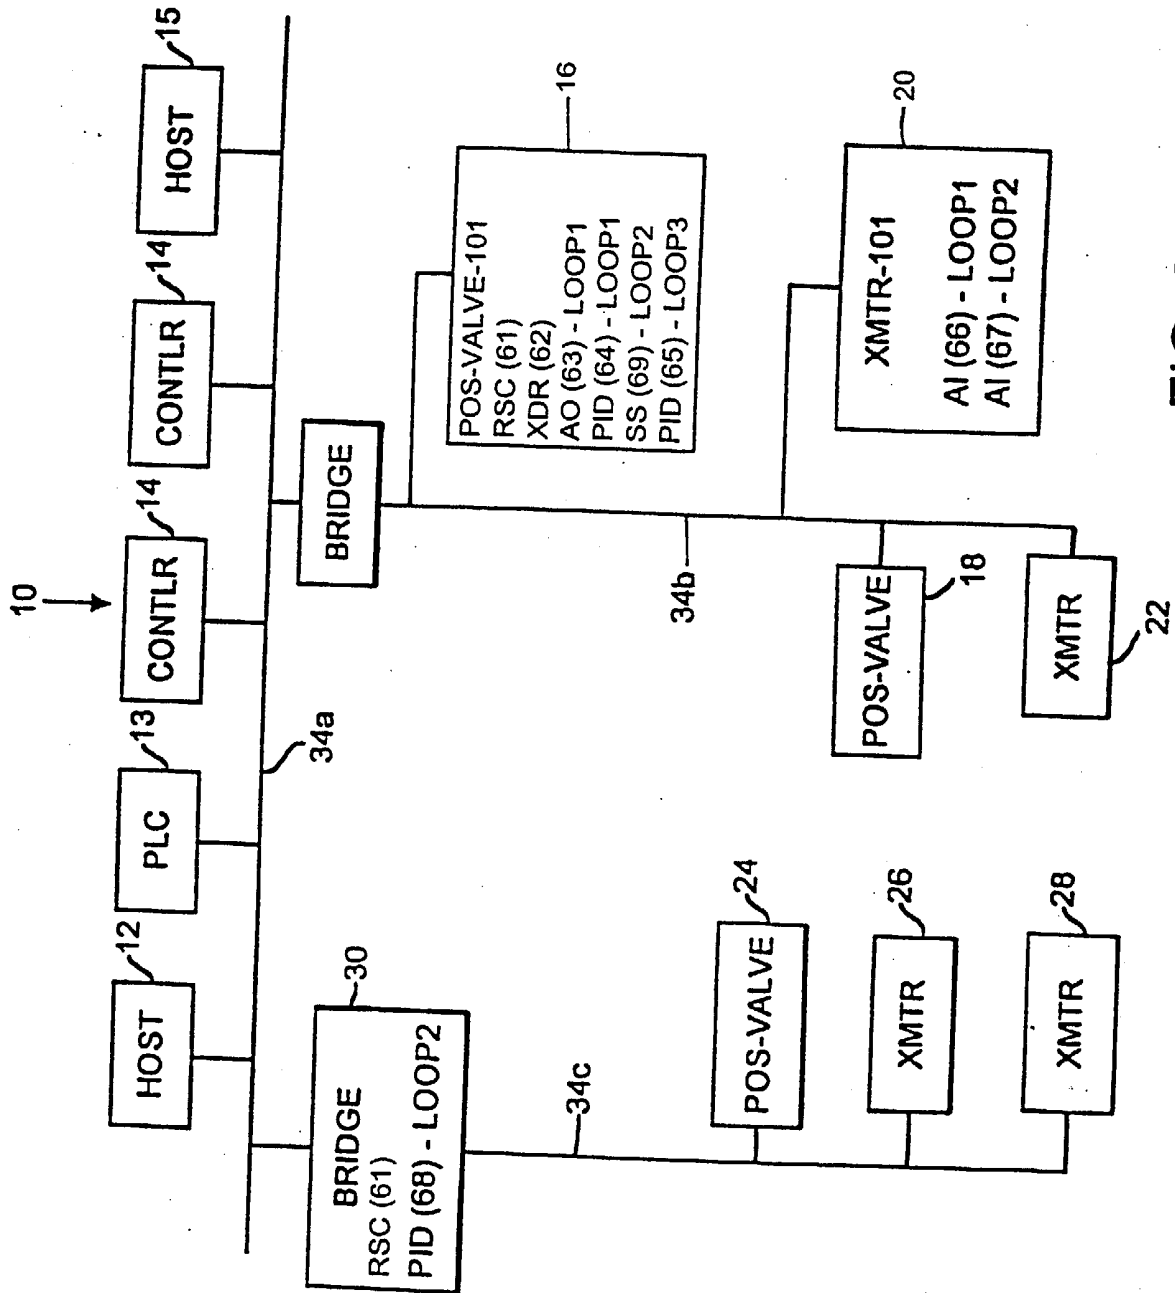 10
12
HOST
13
PLC
14
CONTLR
14
CONTLR
15
HOST
34a
30
BRIDGE
RSC (61)
PID (68) - LOOP2
34c
24
POS-VALVE
26
XMTR
28
XMTR
BRIDGE
34b
16
POS-VALVE-101
RSC (61)
XDR (62)
AO (63) - LOOP1
PID (64) - LOOP1
SS (69) - LOOP2
PID (65) - LOOP3
20
XMTR-101
AI (66) - LOOP1
AI (67) - LOOP2
18
POS-VALVE
22
XMTR